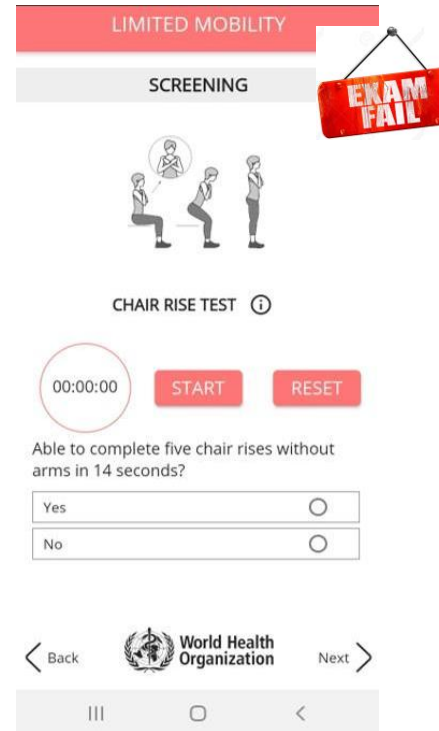 LIMITED MOBILITY
SCREENING
EXAM
FAIL
CHAIR RISE TEST
00:00:00
START
RESET
Able to complete five chair rises without
arms in 14 seconds?
Yes
No
Back
World Health
Organization
Next